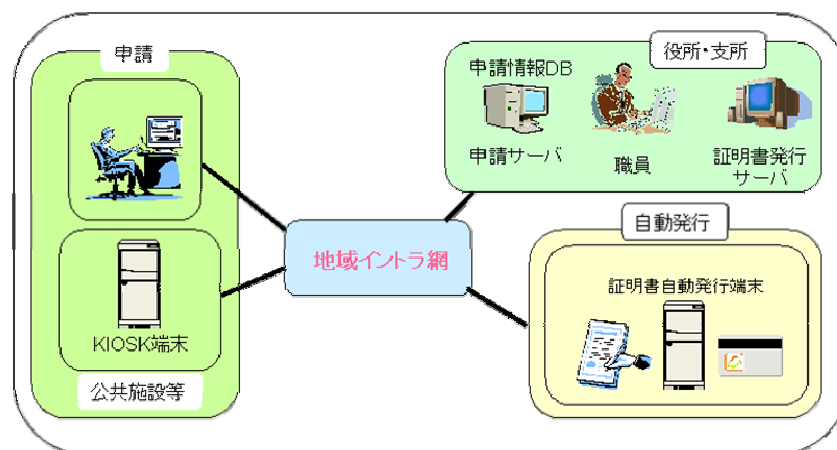 申請
KIOSK端末
公共施設等
地域イントラ網
役所・支所
申請情報DB
申請サーバ
職員
証明書発行
サーバ
自動発行
証明書自動発行端末